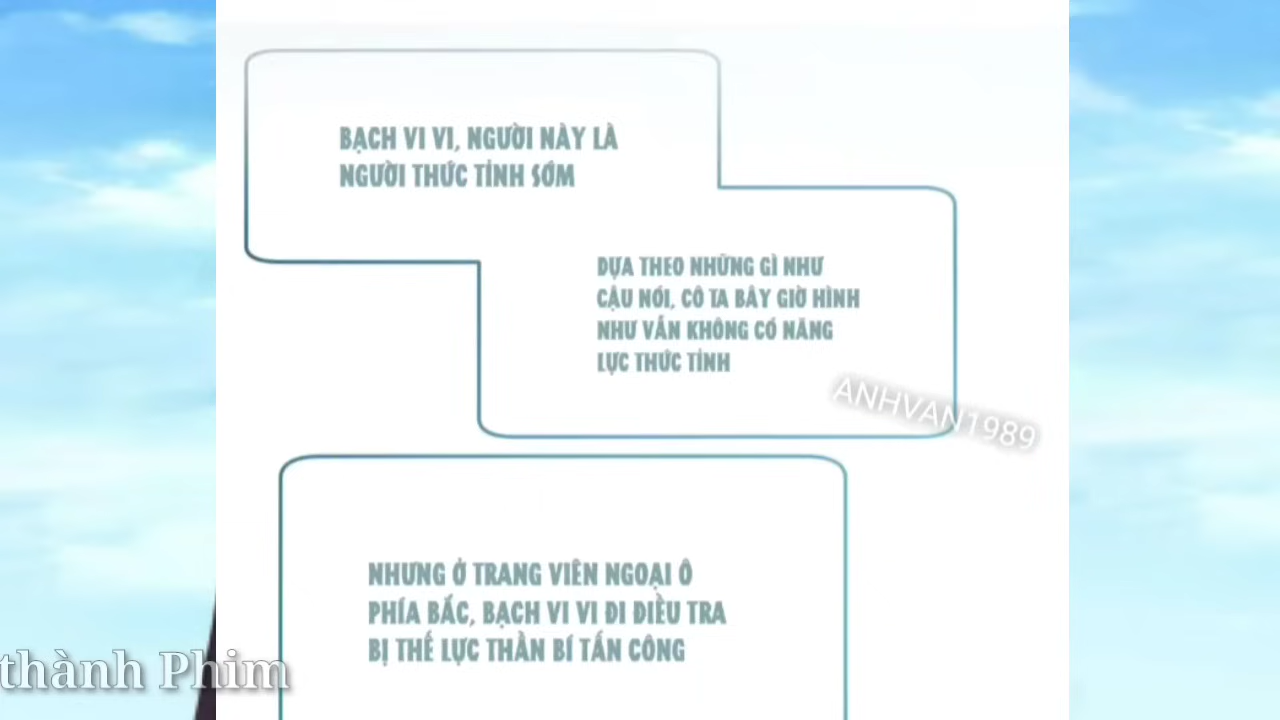 BẠCH VI VI, NGƯỜI NÀY LÀ
NGƯỜI THỨC TỈNH SỚM
DỰA THEO NHỮNG GÌ NHƯ
CẬU NÓI, CÔ TA BÂY GIỜ HÌNH
NHƯ VẪN KHÔNG CÓ NĂNG
LỰC THỨC TỈNH
ANHVAN1989
NHƯNG Ở TRANG VIÊN NGOẠI Ô
PHÍA BẮC, BẠCH VI VI ĐI ĐIỀU TRA
BỊ THẾ LỰC THẦN BÍ TẤN CÔNG
thành Phim